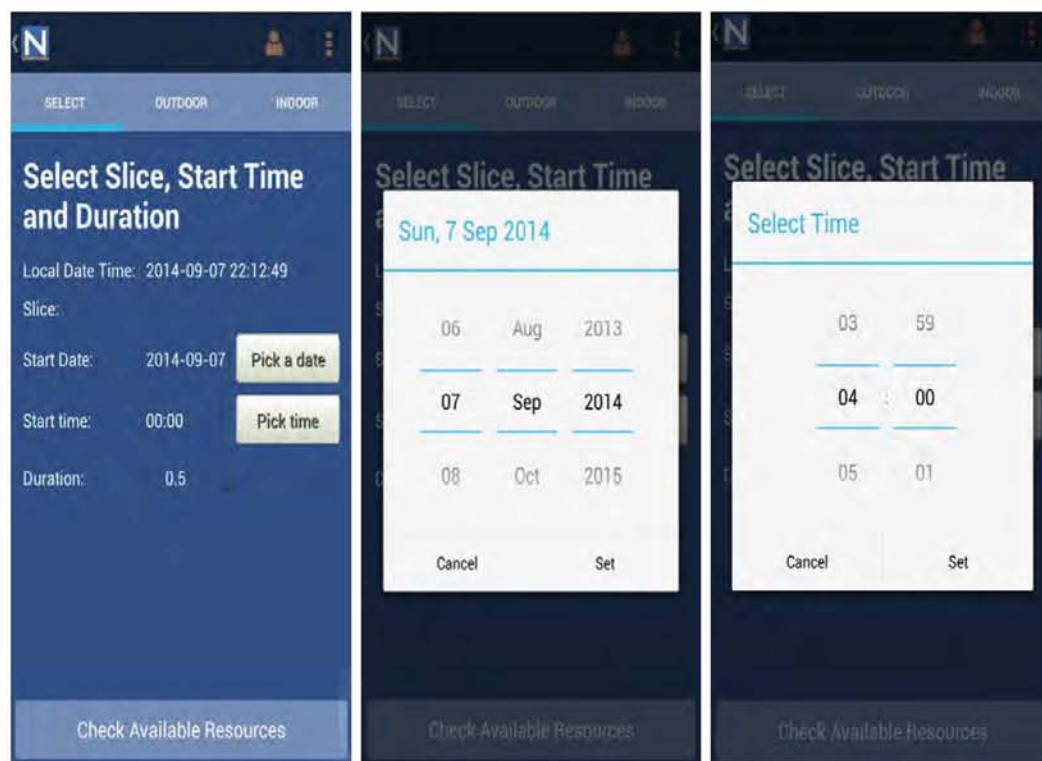 N
SELECT OUTDOOR INDOOR
Select Slice, Start Time
and Duration
Local Date Time: 2014-09-07 22:12:49
Slice:
Start Date: 2014-09-07 Pick a date
Start time: 00:00 Pick time
Duration: 0.5
Check Available Resources
N
SELECT OUTDOOR INDOOR
Select Slice, Start Time
Sun, 7 Sep 2014
06 Aug 2013
07 Sep 2014
08 Oct 2015
Cancel Set
Check Available Resources
N
SELECT OUTDOOR INDOOR
Select Slice, Start Time
Select Time
03 59
04 : 00
05 01
Cancel Set
Check Available Resources